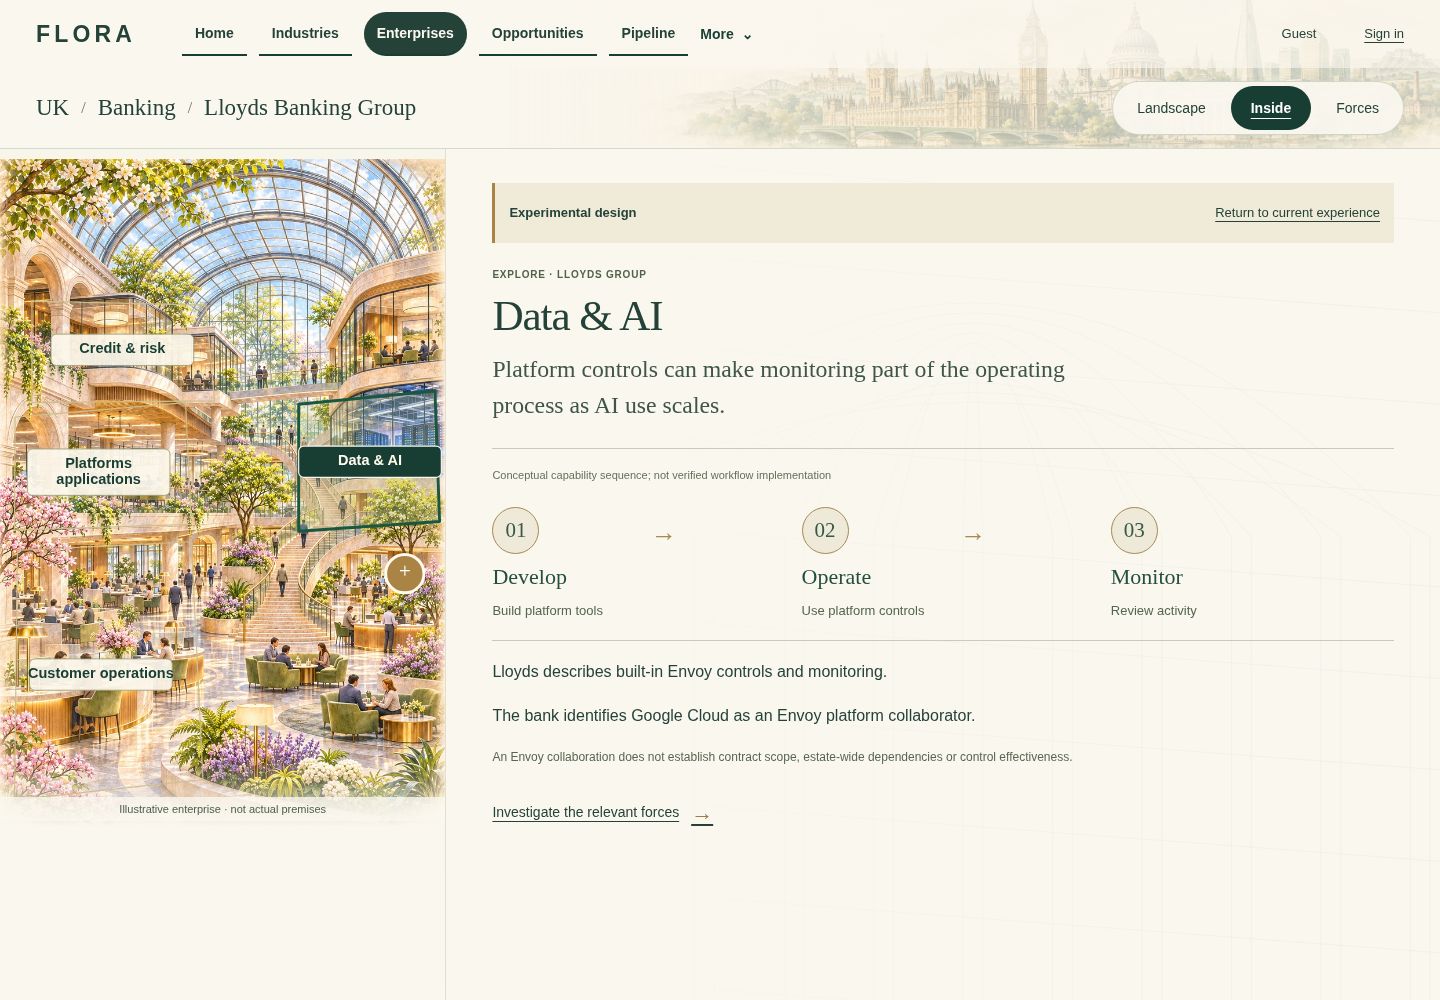 FLORA
Home
Industries
Enterprises
Opportunities
Pipeline
More
Guest
Sign in
UK / Banking / Lloyds Banking Group
Landscape
Inside
Forces
Credit & risk
Platforms
applications
Data & AI
+
Customer operations
Illustrative enterprise · not actual premises
Experimental design
Return to current experience
EXPLORE · LLOYDS GROUP
Data & AI
Platform controls can make monitoring part of the operating
process as AI use scales.
Conceptual capability sequence; not verified workflow implementation
01 → 02 → 03
Develop
Operate
Monitor
Build platform tools
Use platform controls
Review activity
Lloyds describes built-in Envoy controls and monitoring.
The bank identifies Google Cloud as an Envoy platform collaborator.
An Envoy collaboration does not establish contract scope, estate-wide dependencies or control effectiveness.
Investigate the relevant forces →